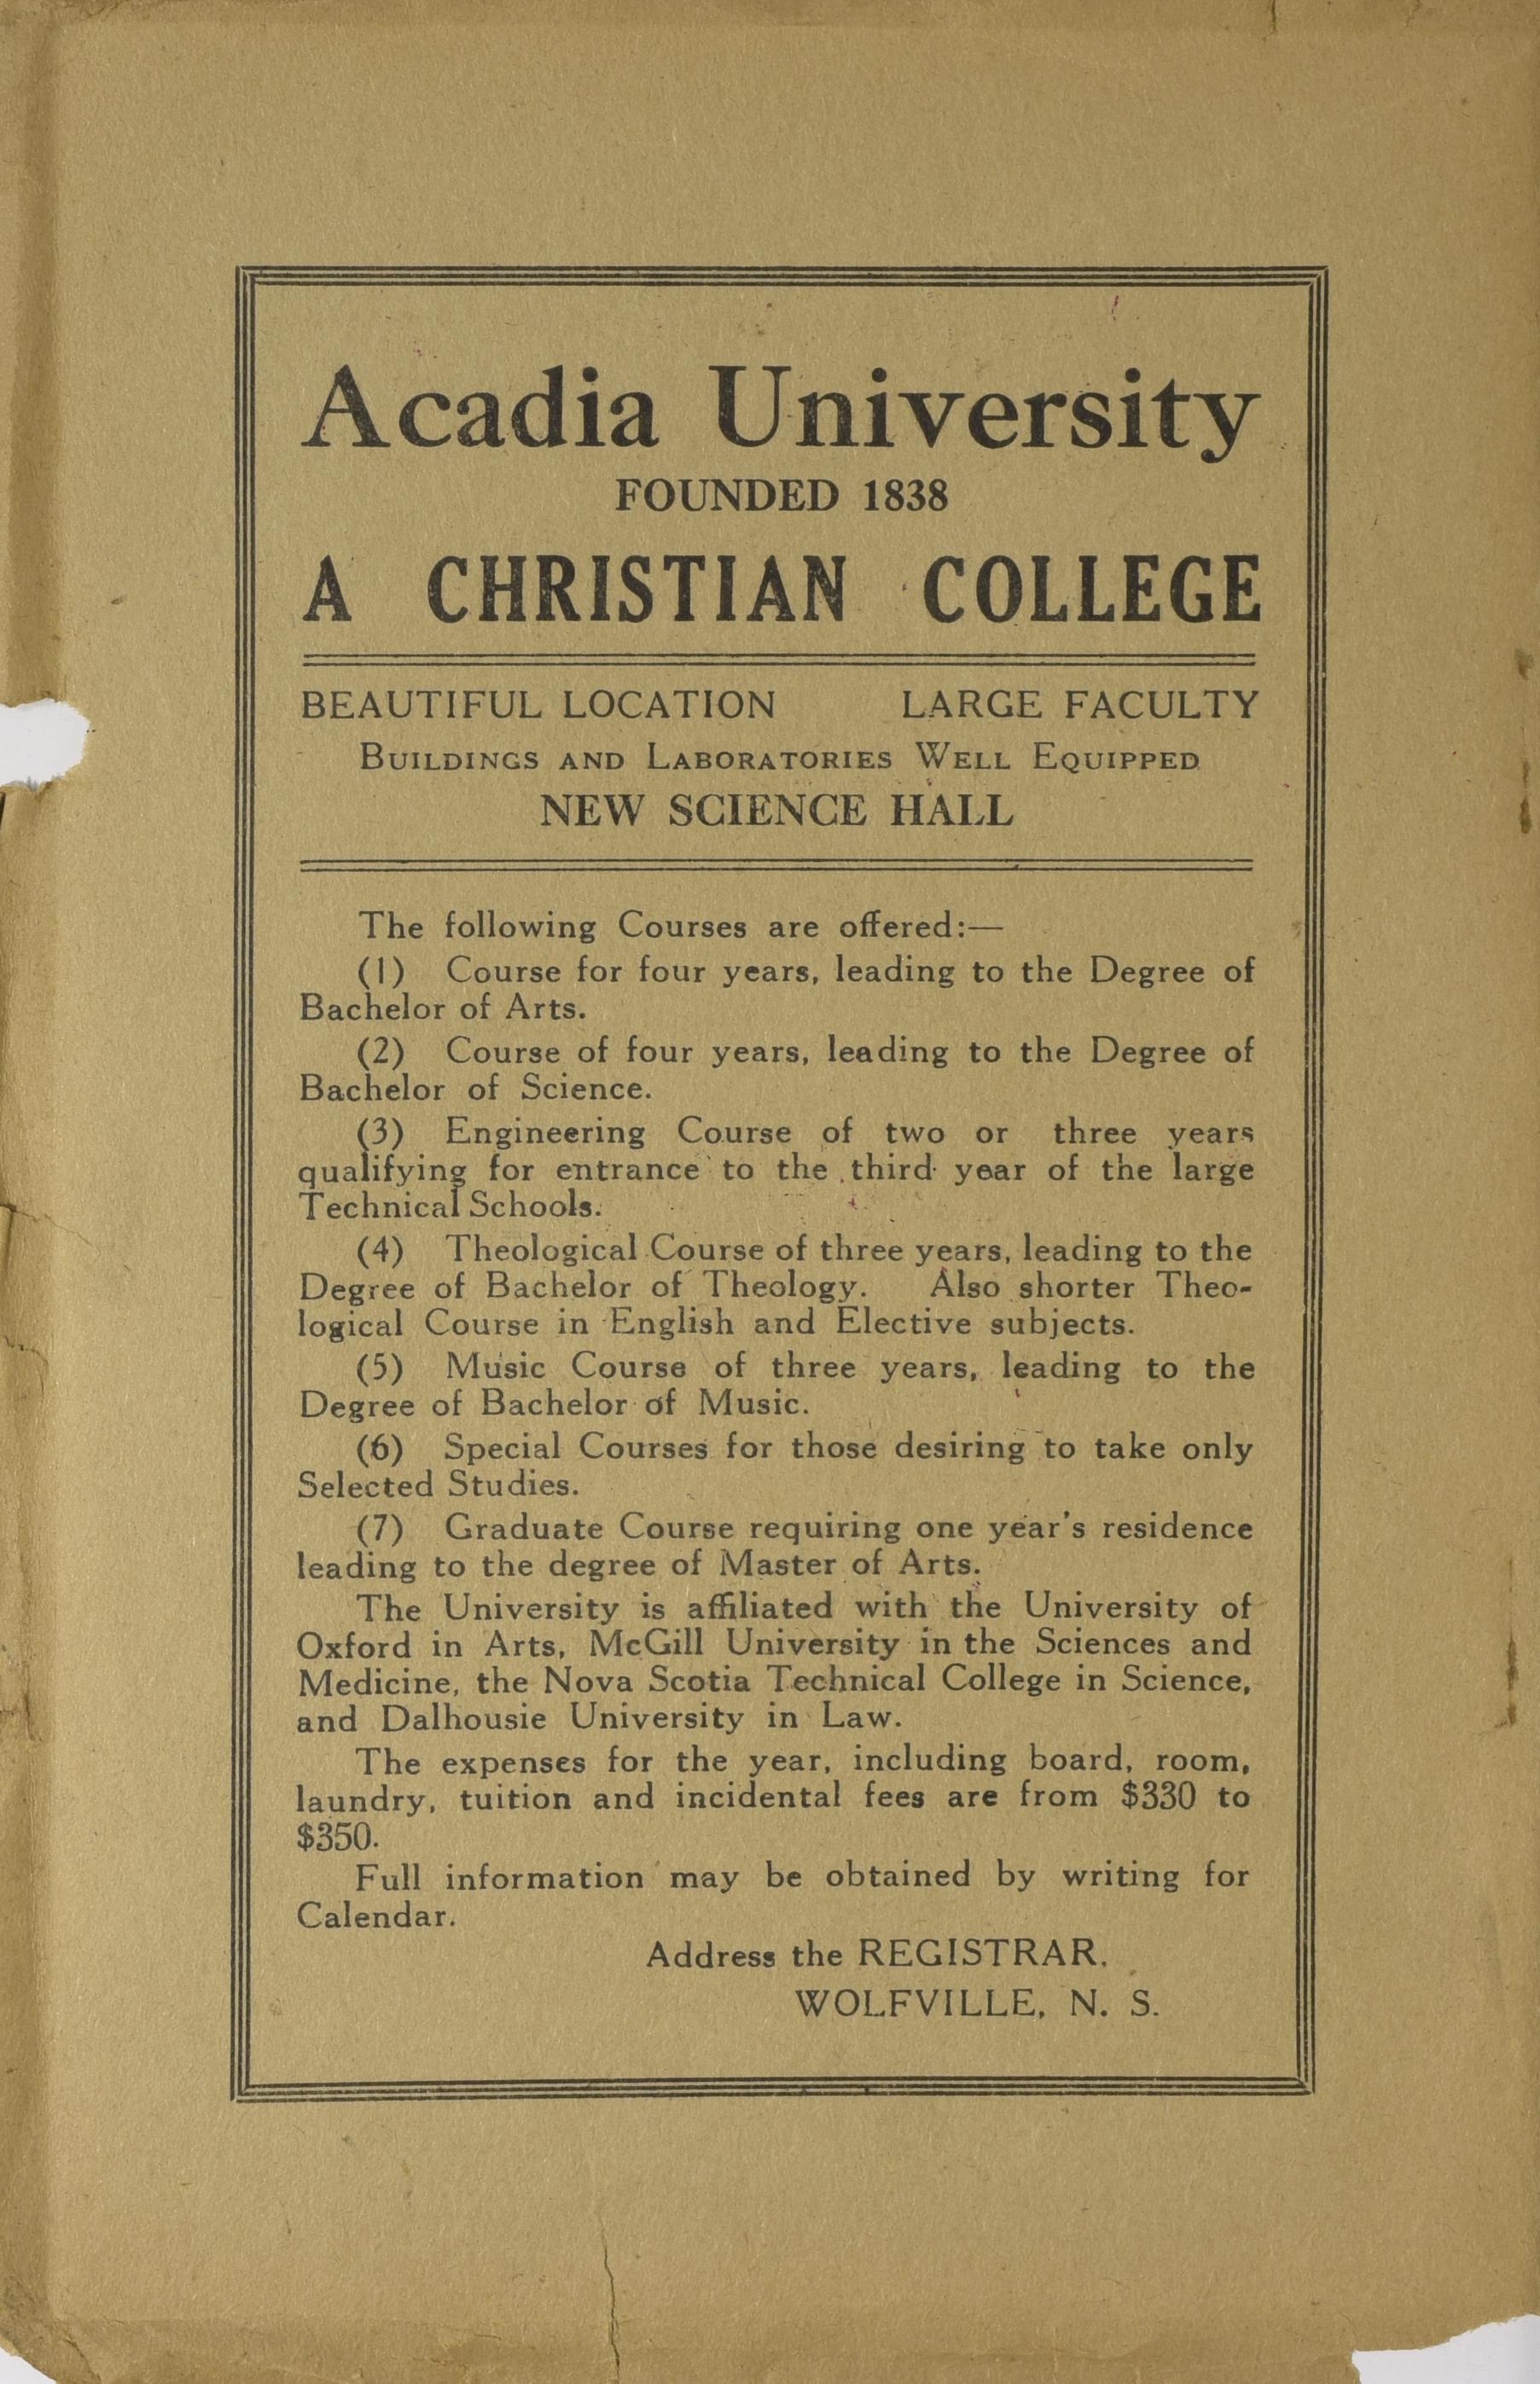 Acadia University
FOUNDED 1838
A CHRISTIAN COLLEGE
BEAUTIFUL LOCATION LARGE FACULTY
BUILDINGS AND LABORATORIES WELL EQUIPPED
NEW SCIENCE HALL
The following Courses are offered:—
(1) Course for four years, leading to the Degree of
Bachelor of Arts.
(2) Course of four years, leading to the Degree of
Bachelor of Science.
(3) Engineering Course of two or three years
qualifying for entrance to the third year of the large
Technical Schools.
(4) Theological Course of three years, leading to the
Degree of Bachelor of Theology. Also shorter Theo-
logical Course in English and Elective subjects.
(5) Music Course of three years, leading to the
Degree of Bachelor of Music.
(6) Special Courses for those desiring to take only
Selected Studies.
(7) Graduate Course requiring one year's residence
leading to the degree of Master of Arts.
The University is affiliated with the University of
Oxford in Arts, McGill University in the Sciences and
Medicine, the Nova Scotia Technical College in Science,
and Dalhousie University in Law.
The expenses for the year, including board, room,
laundry, tuition and incidental fees are from $330 to
$350.
Full information may be obtained by writing for
Calendar.
Address the REGISTRAR,
WOLFVILLE, N. S.